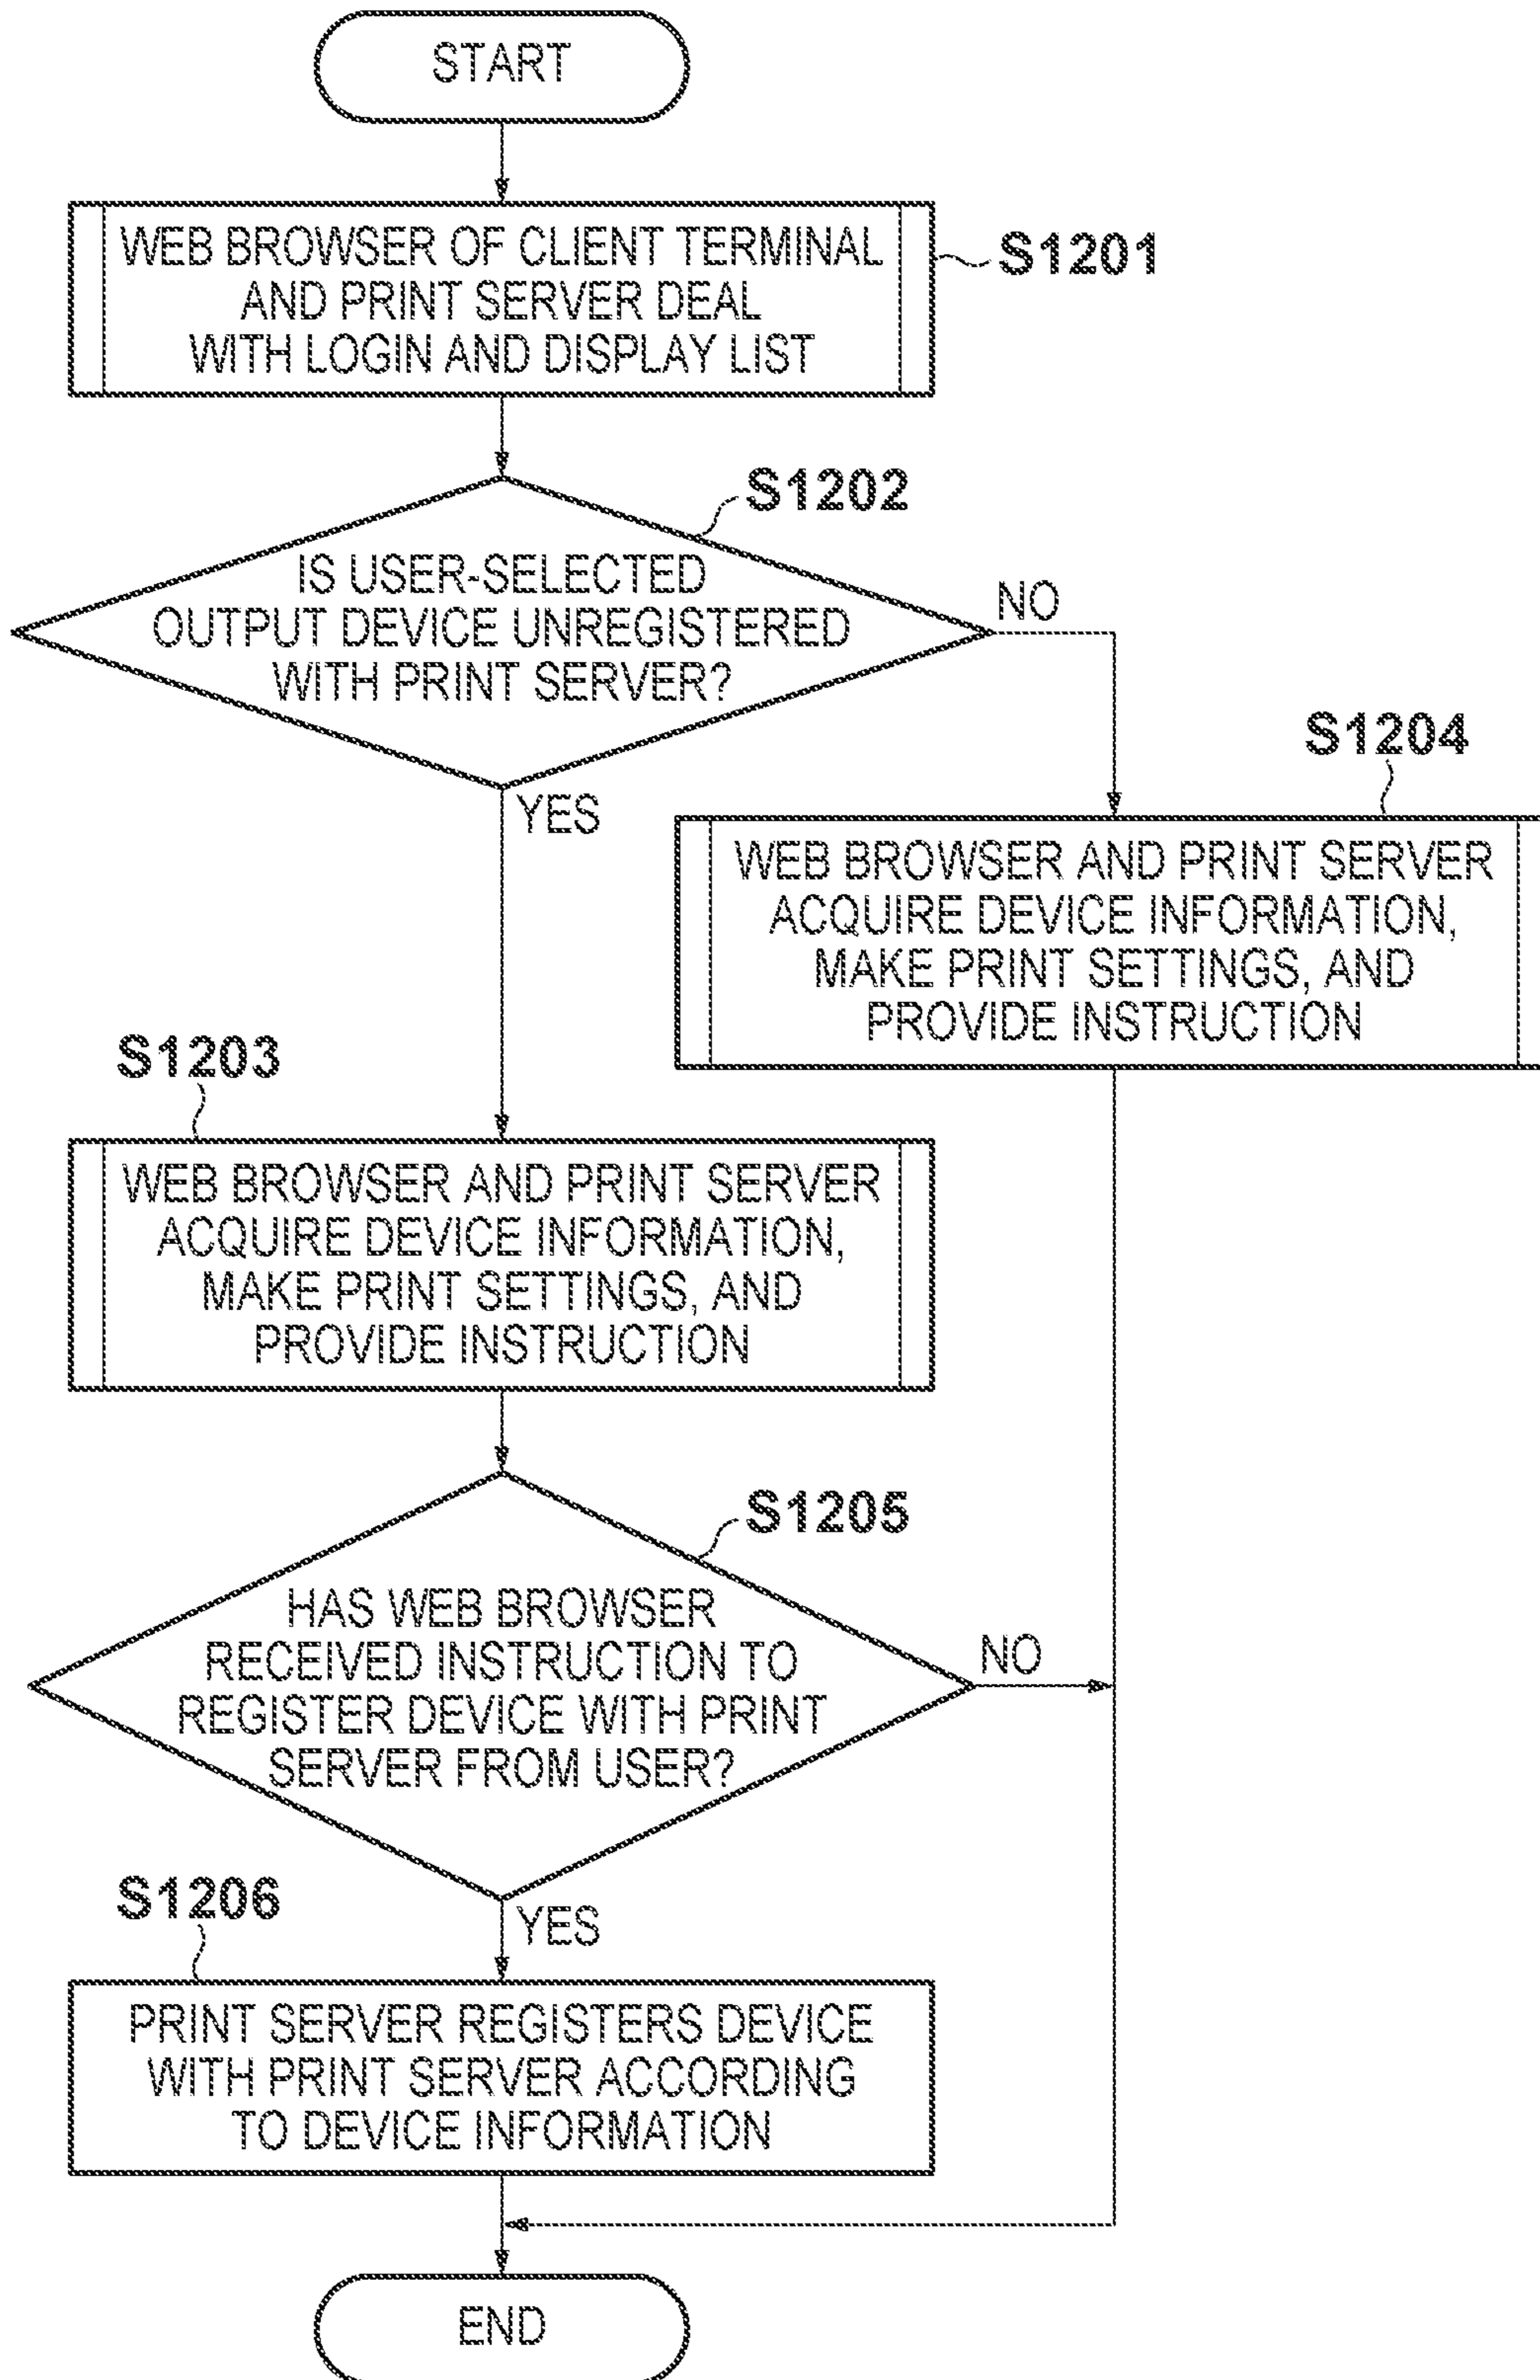 START
WEB BROWSER OF CLIENT TERMINAL
AND PRINT SERVER DEAL
WITH LOGIN AND DISPLAY LIST
S1201
S1202
IS USER-SELECTED
OUTPUT DEVICE UNREGISTERED
WITH PRINT SERVER?
NO
YES
S1204
WEB BROWSER AND PRINT SERVER
ACQUIRE DEVICE INFORMATION,
MAKE PRINT SETTINGS, AND
PROVIDE INSTRUCTION
S1203
WEB BROWSER AND PRINT SERVER
ACQUIRE DEVICE INFORMATION,
MAKE PRINT SETTINGS, AND
PROVIDE INSTRUCTION
S1205
HAS WEB BROWSER
RECEIVED INSTRUCTION TO
REGISTER DEVICE WITH PRINT
SERVER FROM USER?
NO
YES
S1206
PRINT SERVER REGISTERS DEVICE
WITH PRINT SERVER ACCORDING
TO DEVICE INFORMATION
END